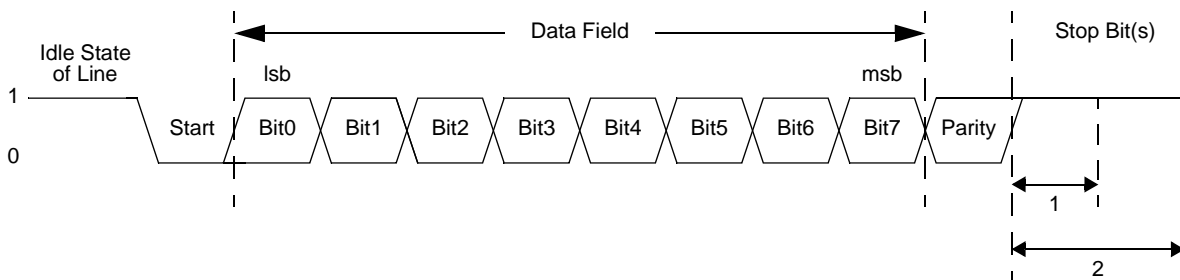 Data Field
Stop Bit(s)
Idle State
of Line
lsb
msb
1
Start
Bit0
Bit1
Bit2
Bit3
Bit4
Bit5
Bit6
Bit7
Parity
0
1
2